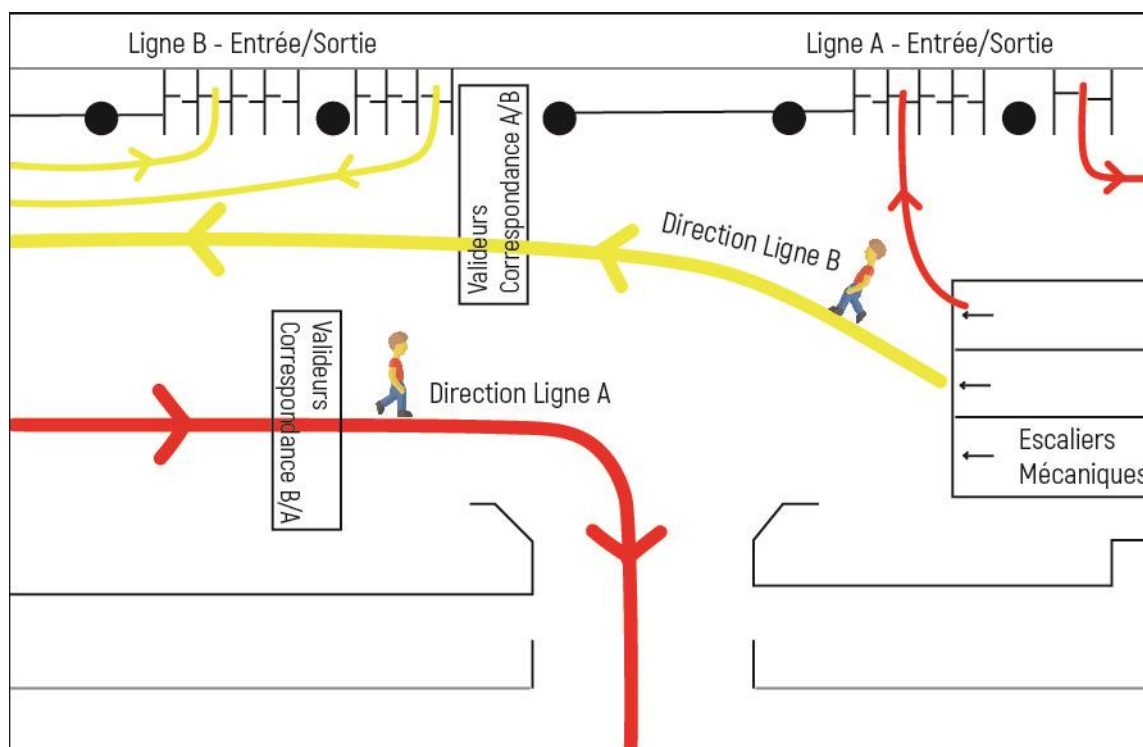 Ligne B - Entrée/Sortie
Ligne A - Entrée/Sortie
Valideurs
Correspondance A/B
Direction Ligne B
Valideurs
Correspondance B/A
Direction Ligne A
Escaliers
Mécaniques